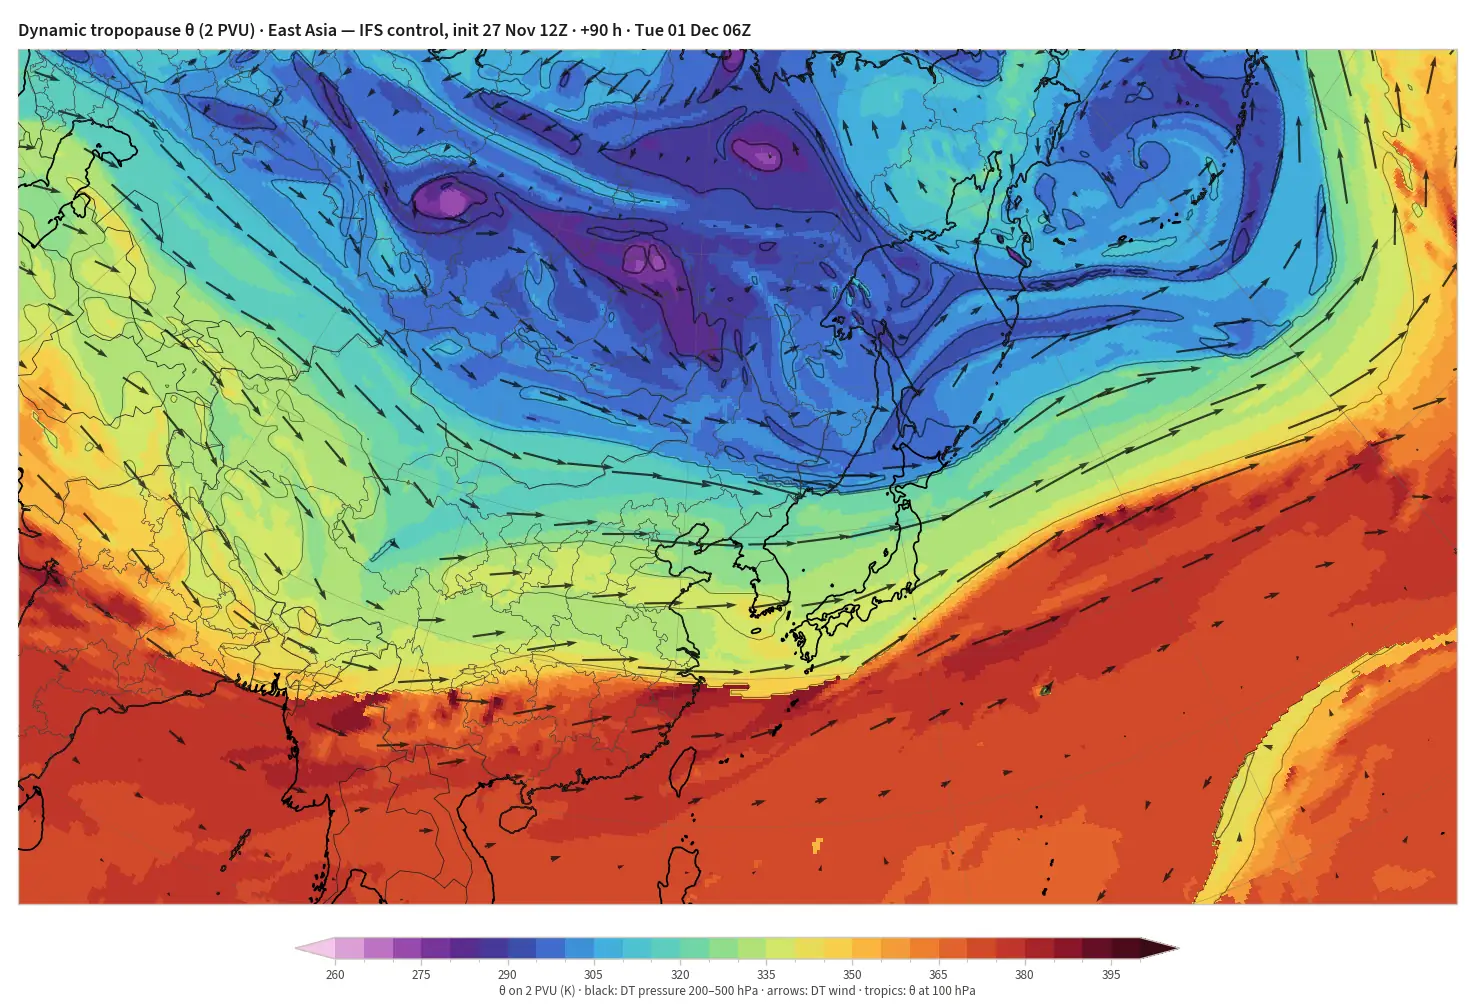 Dynamic tropopause θ (2 PVU) · East Asia — IFS control, init 27 Nov 12Z · +90 h · Tue 01 Dec 06Z
260 275 290 305 320 335 350 365 380 395
θ on 2 PVU (K) · black: DT pressure 200–500 hPa · arrows: DT wind · tropics: θ at 100 hPa